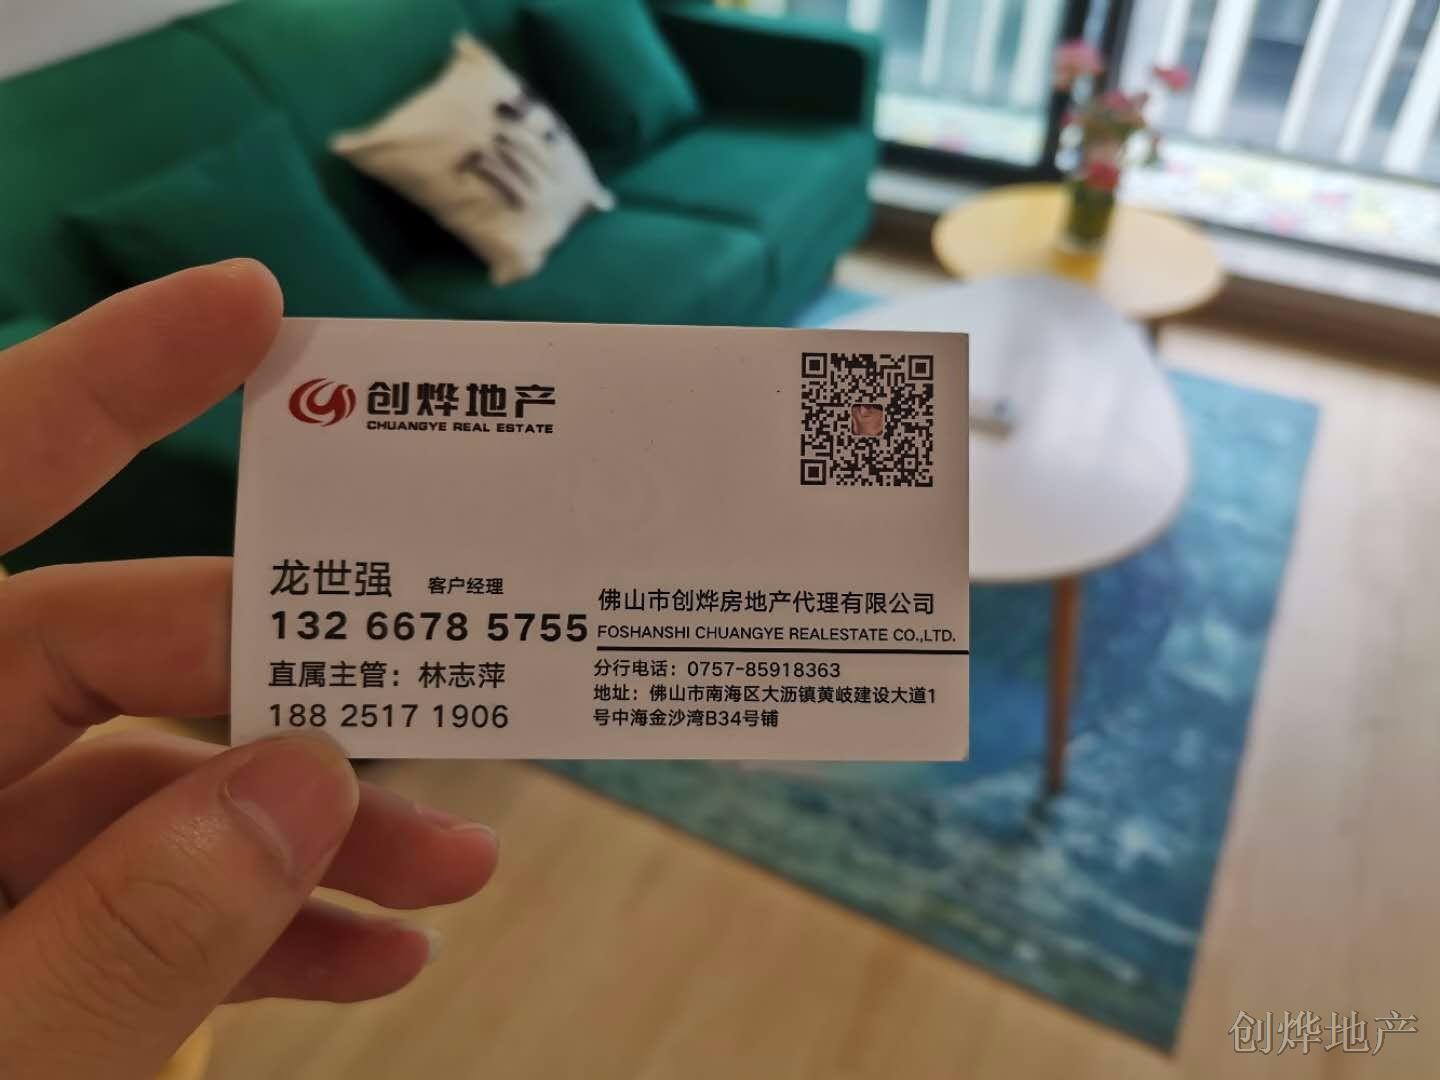 创烨地产
CHUANGYE REAL ESTATE
龙世强 客户经理
132 6678 5755
直属主管：林志萍
188 2517 1906
佛山市创烨房地产代理有限公司
FOSHANSHI CHUANGYE REALESTATE CO.,LTD.
分行电话：0757-85918363
地址：佛山市南海区大沥镇黄岐建设大道1
号中海金沙湾B34号铺
创烨地产